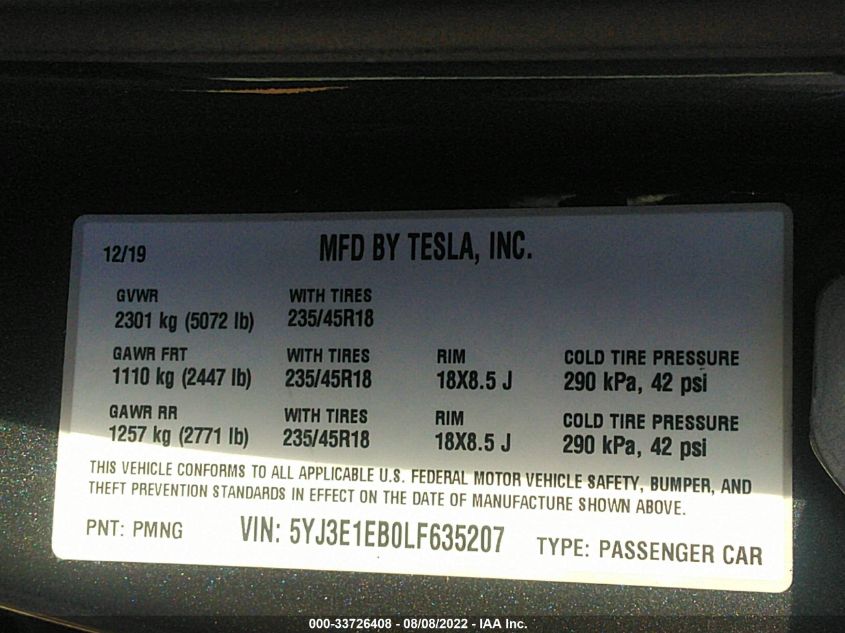 12/19 MFD BY TESLA, INC.
GVWR WITH TIRES
2301 kg (5072 lb) 235/45R18
GAWR FRT WITH TIRES RIM COLD TIRE PRESSURE
1110 kg (2447 lb) 235/45R18 18X8.5 J 290 kPa, 42 psi
GAWR RR WITH TIRES RIM COLD TIRE PRESSURE
1257 kg (2771 lb) 235/45R18 18X8.5 J 290 kPa, 42 psi
THIS VEHICLE CONFORMS TO ALL APPLICABLE U.S. FEDERAL MOTOR VEHICLE SAFETY, BUMPER, AND
THEFT PREVENTION STANDARDS IN EFFECT ON THE DATE OF MANUFACTURE SHOWN ABOVE.
PNT: PMNG VIN: 5YJ3E1EB0LF635207 TYPE: PASSENGER CAR
000-33726408 - 08/08/2022 - IAA Inc.